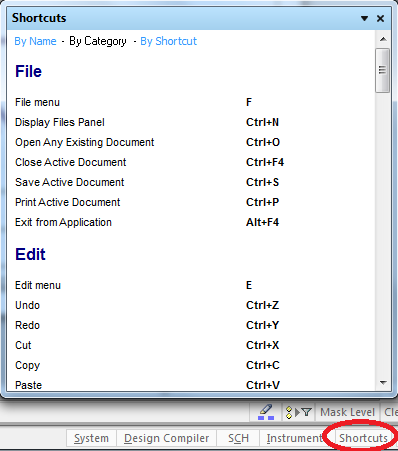 Shortcuts
By Name - By Category - By Shortcut
File
File menu F
Display Files Panel Ctrl+N
Open Any Existing Document Ctrl+O
Close Active Document Ctrl+F4
Save Active Document Ctrl+S
Print Active Document Ctrl+P
Exit from Application Alt+F4
Edit
Edit menu E
Undo Ctrl+Z
Redo Ctrl+Y
Cut Ctrl+X
Copy Ctrl+C
Paste Ctrl+V
Mask Level Cle
System Design Compiler SCH Instrument Shortcuts